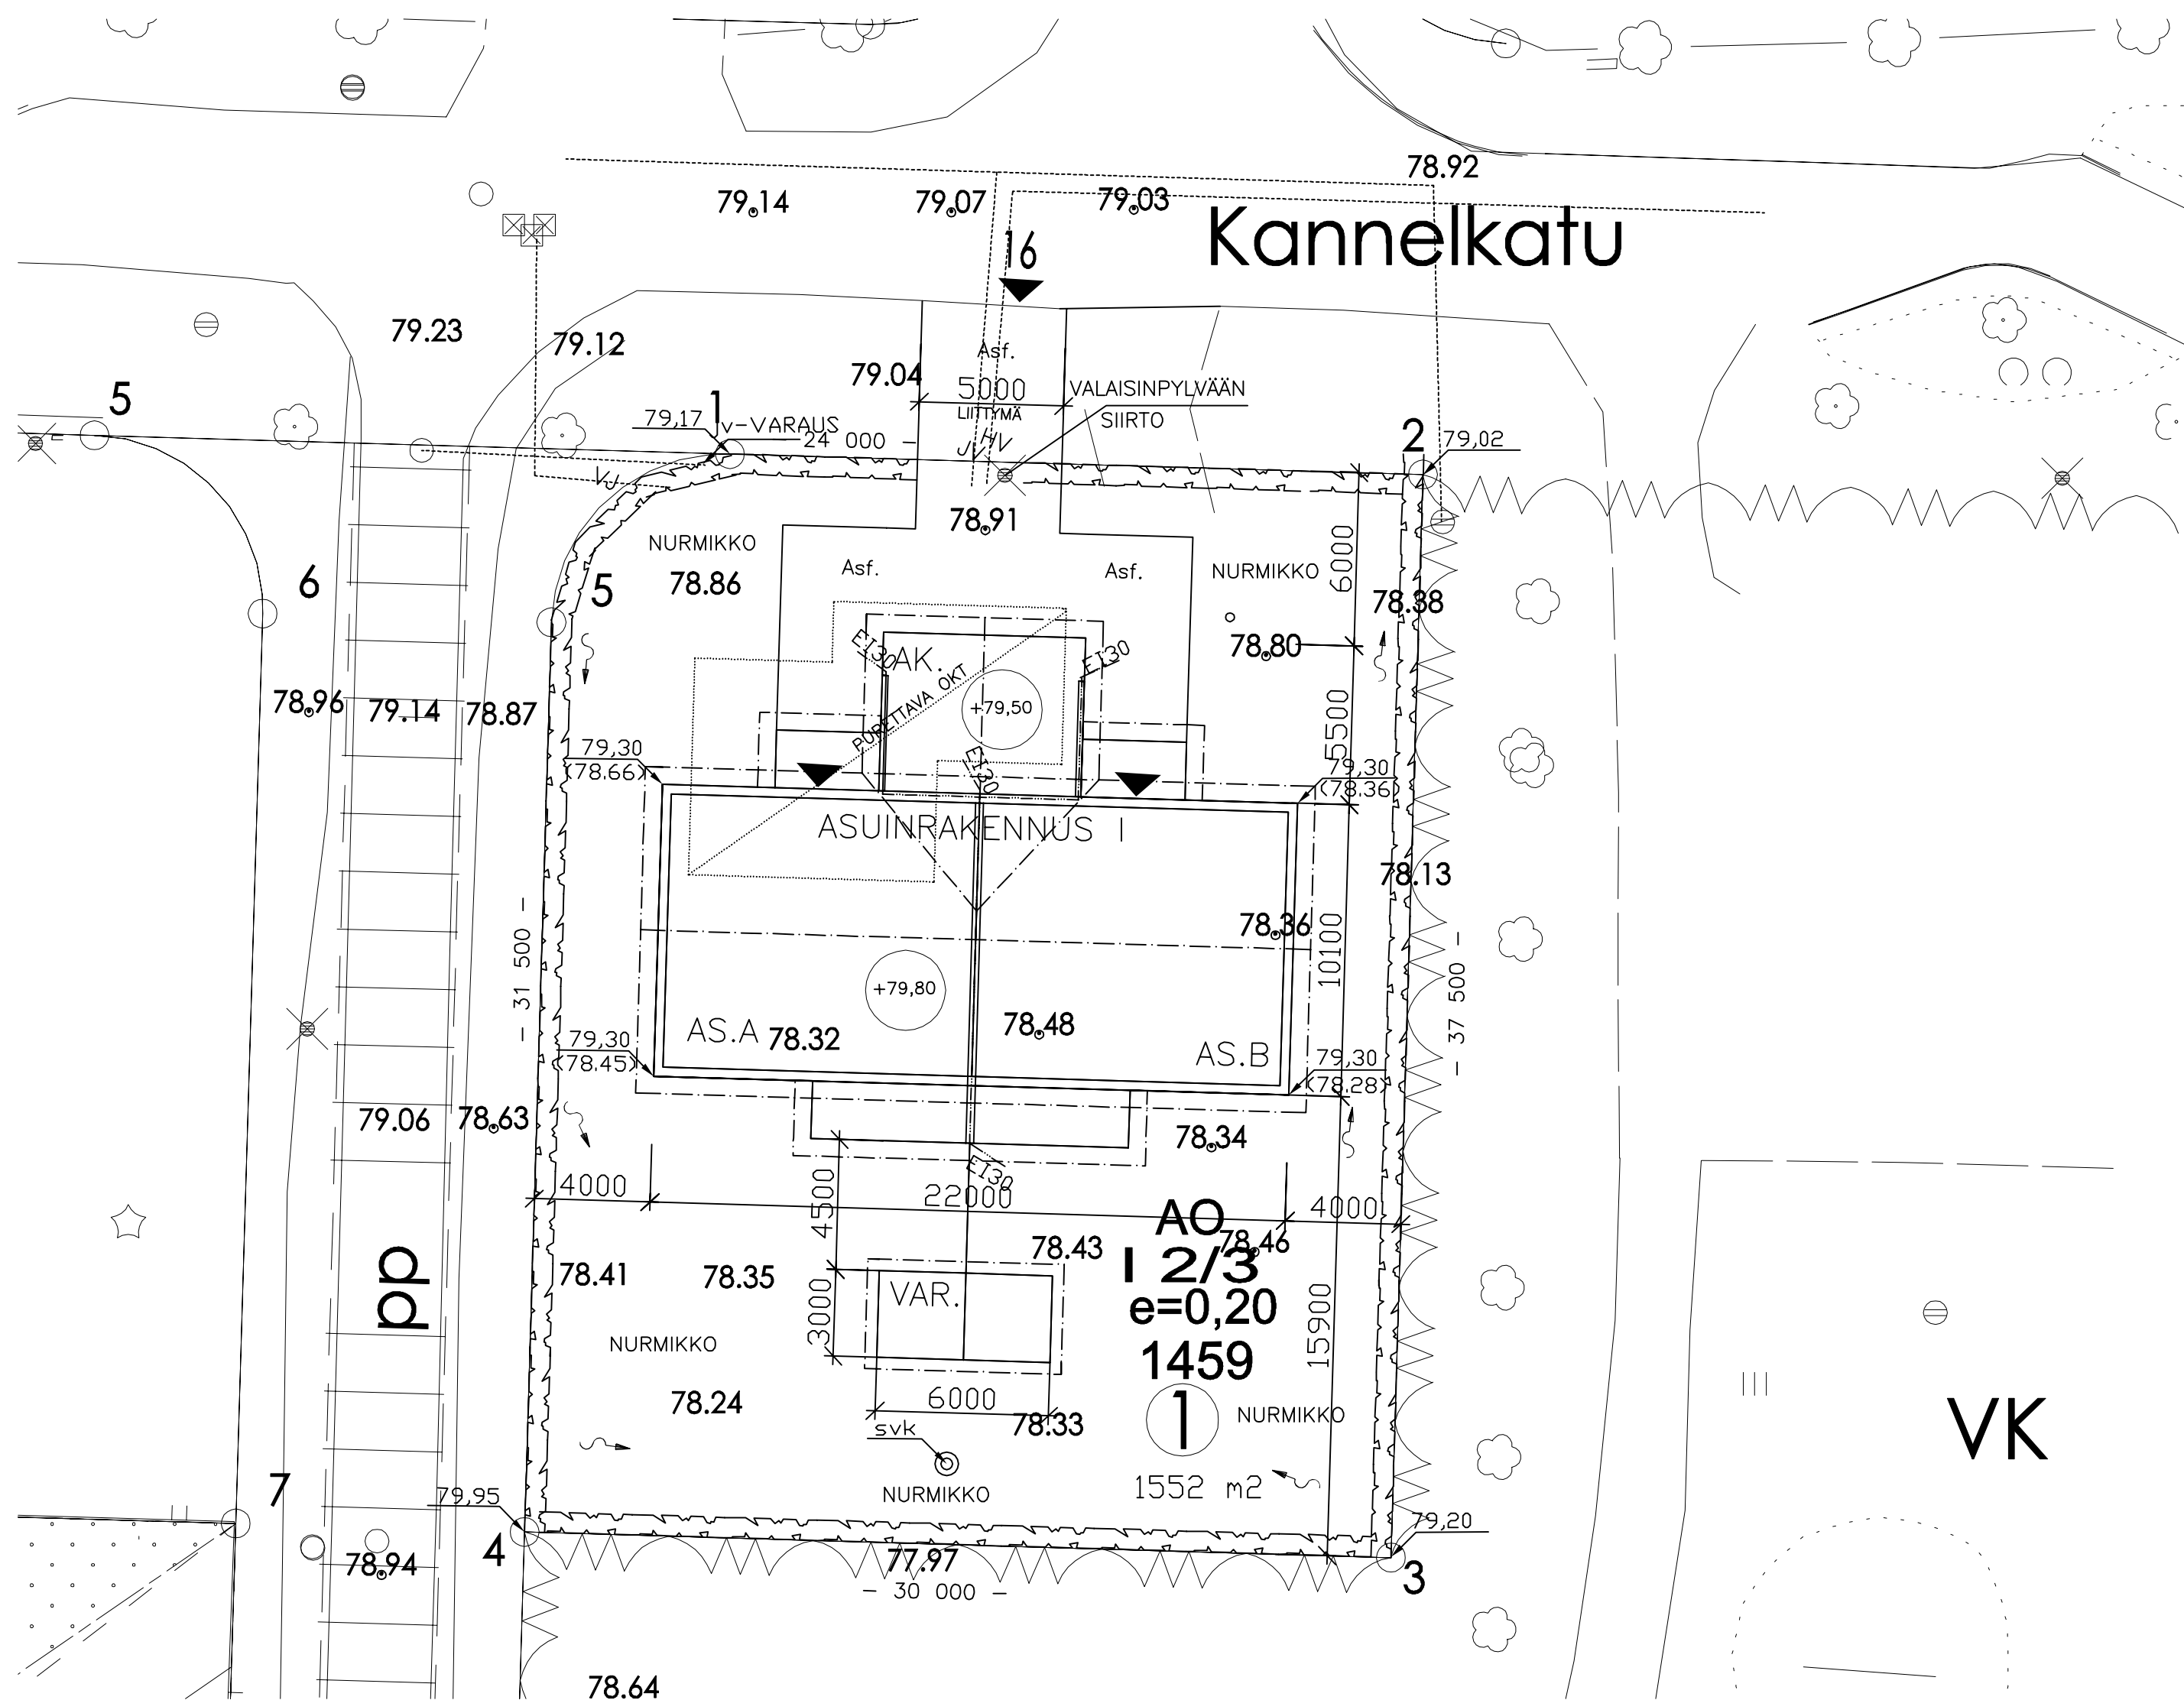 78.92
79.14
79.07
79.03
Kannelkatu
16
79.23
79.12
Asf.
79.04
5000
LIITTYMÄ
VALAISINPYLVÄÄN
SIIRTO
5
1
79,17
v-VARAUS
24 000
2
79,02
JV
HV
VJ
78.91
NURMIKKO
78.86
Asf.
Asf.
NURMIKKO
6000
6
5
78.38
78.80
EI30
AK.
EI30
PURETTAVA OKT
+79,50
78.96
79.14
78.87
5500
79,30
(78.66)
EI30
79,30
(78.36)
ASUINRAKENNUS I
78.13
78.36
10100
- 31 500 -
- 37 500 -
+79,80
AS.A
78.32
78.48
AS.B
79,30
(78.45)
79,30
(78.28)
79.06
78.63
78.34
EI30
4000
22000
4000
4500
AO
78.46
I 2/3
78.43
78.41
78.35
VAR.
e=0,20
3000
15900
pp
NURMIKKO
1459
78.24
6000
78.33
1
NURMIKKO
svk
VK
NURMIKKO
1552 m2
7
79,95
79,20
4
78.94
77.97
3
- 30 000 -
78.64